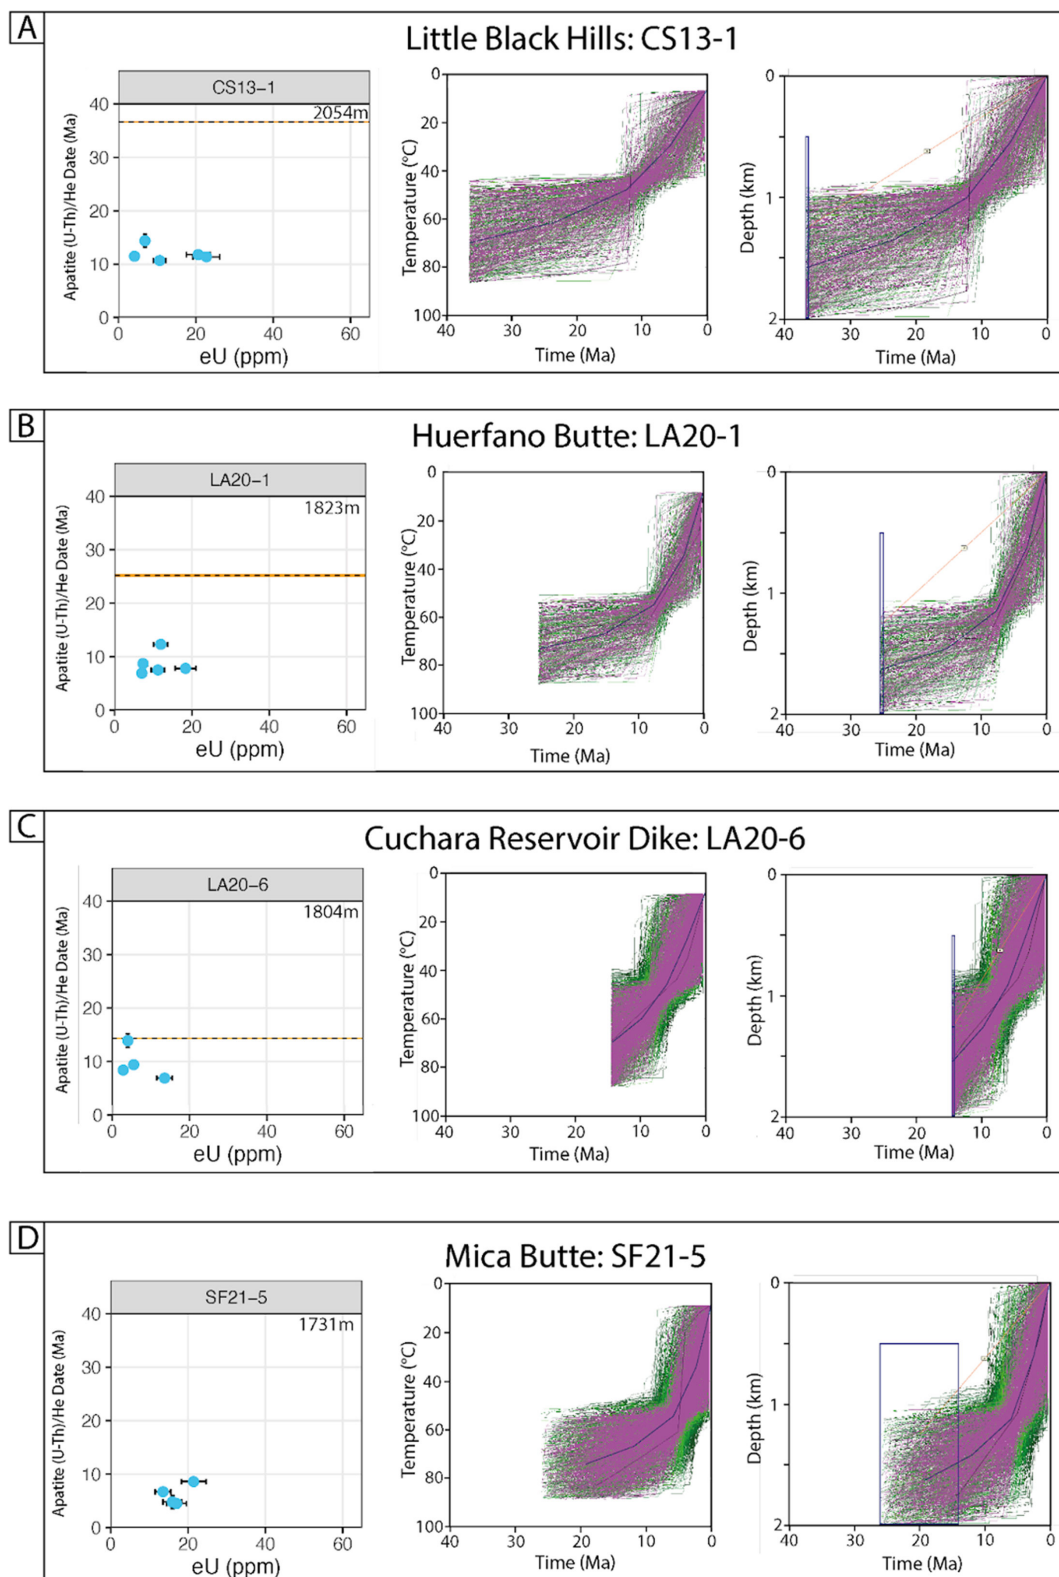 A
Little Black Hills: CS13-1
CS13-1
2054m
Apatite (U-Th)/He Date (Ma)
40
30
20
10
0
0 20 40 60
eU (ppm)
Temperature (°C)
0
20
40
60
80
100
40 30 20 10 0
Time (Ma)
Depth (km)
0
1
2
40 30 20 10 0
Time (Ma)
B
Huerfano Butte: LA20-1
LA20-1
1823m
Apatite (U-Th)/He Date (Ma)
40
30
20
10
0
0 20 40 60
eU (ppm)
Temperature (°C)
0
20
40
60
80
100
40 30 20 10 0
Time (Ma)
Depth (km)
0
1
2
40 30 20 10 0
Time (Ma)
C
Cuchara Reservoir Dike: LA20-6
LA20-6
1804m
Apatite (U-Th)/He Date (Ma)
40
30
20
10
0
0 20 40 60
eU (ppm)
Temperature (°C)
0
20
40
60
80
100
40 30 20 10 0
Time (Ma)
Depth (km)
0
1
2
40 30 20 10 0
Time (Ma)
D
Mica Butte: SF21-5
SF21-5
1731m
Apatite (U-Th)/He Date (Ma)
40
30
20
10
0
0 20 40 60
eU (ppm)
Temperature (°C)
0
20
40
60
80
100
40 30 20 10 0
Time (Ma)
Depth (km)
0
1
2
40 30 20 10 0
Time (Ma)